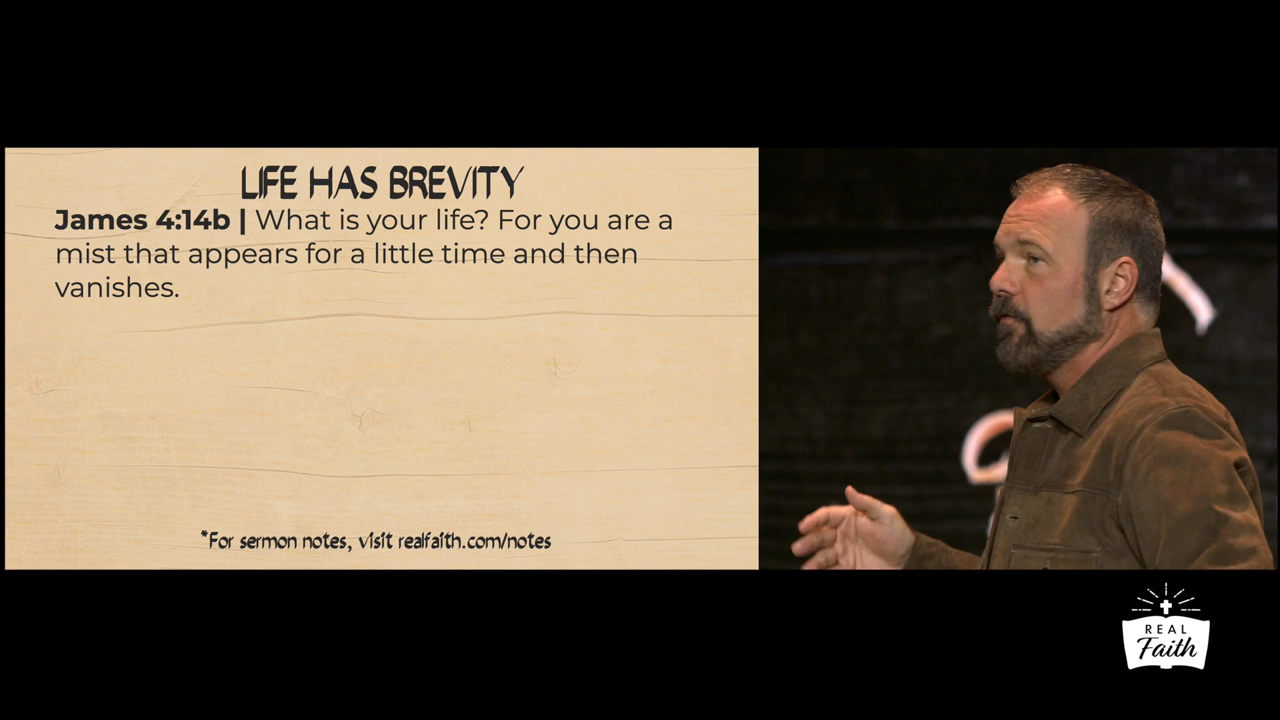 LIFE HAS BREVITY
James 4:14b | What is your life? For you are a
mist that appears for a little time and then
vanishes.
*For sermon notes, visit realfaith.com/notes
REAL
Faith